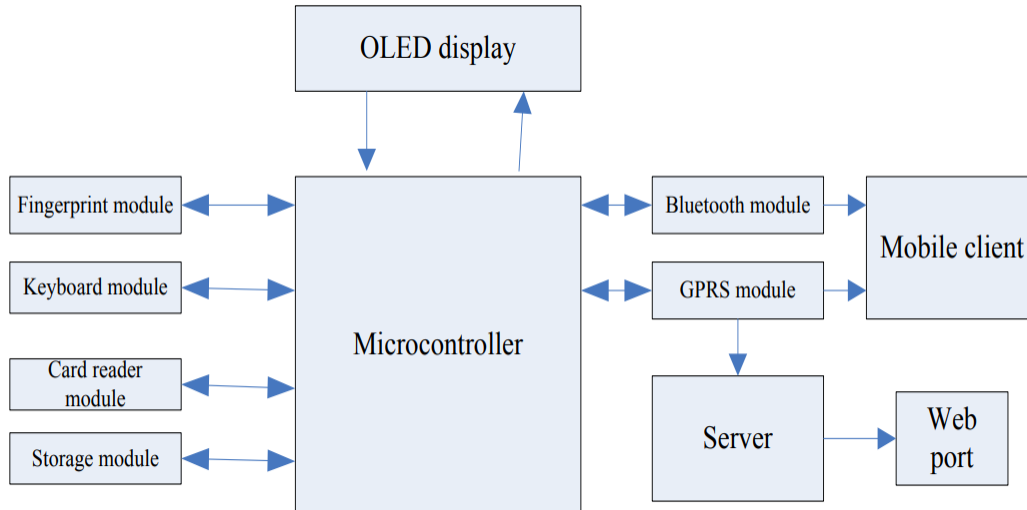 OLED display
Fingerprint module
Bluetooth module
Mobile client
Keyboard module
GPRS module
Microcontroller
Card reader
module
Server
Web
port
Storage module